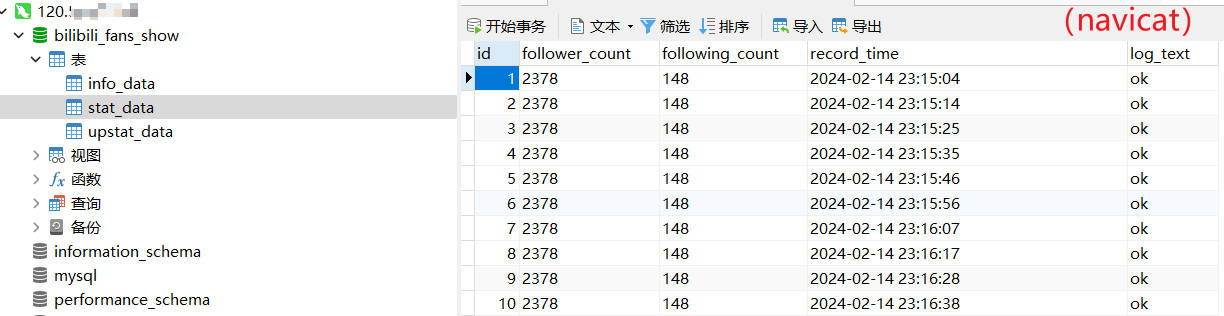 120.5
bilibili_fans_show
表
info_data
stat_data
upstat_data
视图
函数
查询
备份
information_schema
mysql
performance_schema
开始事务 文本 筛选 排序 导入 导出
(navicat)
id follower_count following_count record_time log_text
1 2378 148 2024-02-14 23:15:04 ok
2 2378 148 2024-02-14 23:15:14 ok
3 2378 148 2024-02-14 23:15:25 ok
4 2378 148 2024-02-14 23:15:35 ok
5 2378 148 2024-02-14 23:15:46 ok
6 2378 148 2024-02-14 23:15:56 ok
7 2378 148 2024-02-14 23:16:07 ok
8 2378 148 2024-02-14 23:16:17 ok
9 2378 148 2024-02-14 23:16:28 ok
10 2378 148 2024-02-14 23:16:38 ok